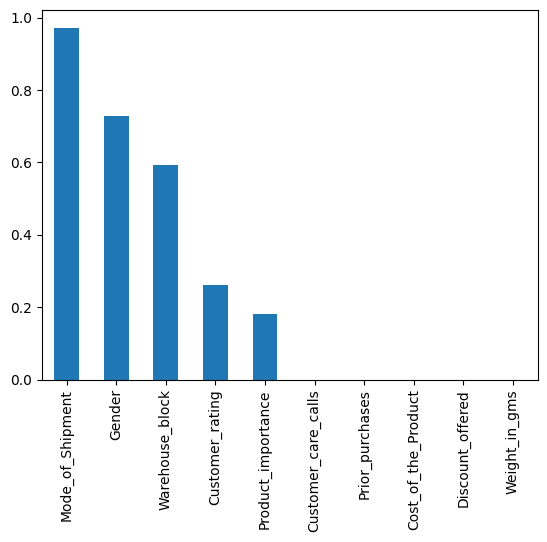 1.0
0.8
0.6
0.4
0.2
0.0
Mode_of_Shipment
Gender
Warehouse_block
Customer_rating
Product_importance
Customer_care_calls
Prior_purchases
Cost_of_the_Product
Discount_offered
Weight_in_gms